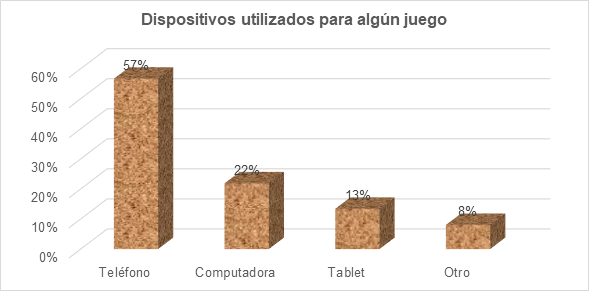 Dispositivos utilizados para algún juego
60%
50%
40%
30%
20%
10%
0%
57%
22%
13%
8%
Teléfono
Computadora
Tablet
Otro